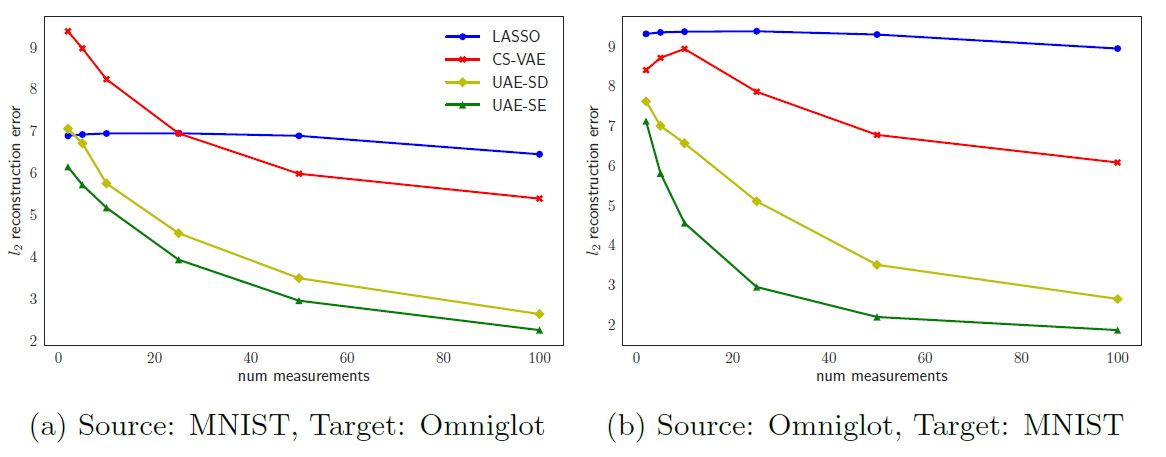 9
8
7
6
5
4
3
2
0 20 40 60 80 100
num measurements
l₂ reconstruction error
LASSO
CS-VAE
UAE-SD
UAE-SE
(a) Source: MNIST, Target: Omniglot
9
8
7
6
5
4
3
2
0 20 40 60 80 100
num measurements
l₂ reconstruction error
(b) Source: Omniglot, Target: MNIST